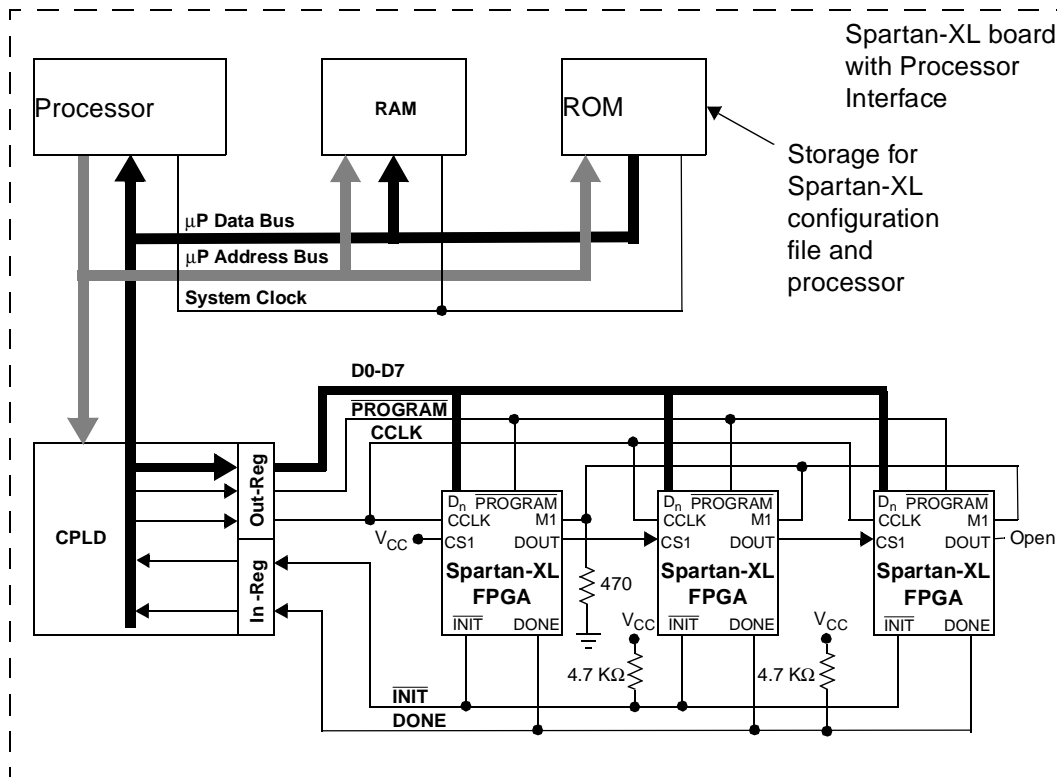 Spartan-XL board
with Processor
Interface
Processor
RAM
ROM
Storage for
Spartan-XL
configuration
file and
processor
μP Data Bus
μP Address Bus
System Clock
D0-D7
PROGRAM
CCLK
CPLD
Out-Reg
In -Reg
Dn PROGRAM
CCLK M1
VCC
CS1 DOUT
Spartan-XL
FPGA
INIT DONE
470
Dn PROGRAM
CCLK M1
CS1 DOUT
Spartan-XL
FPGA
INIT DONE
Dn PROGRAM
CCLK M1
CS1 DOUT
Open
Spartan-XL
FPGA
INIT DONE
VCC
4.7 KΩ
VCC
4.7 KΩ
INIT
DONE